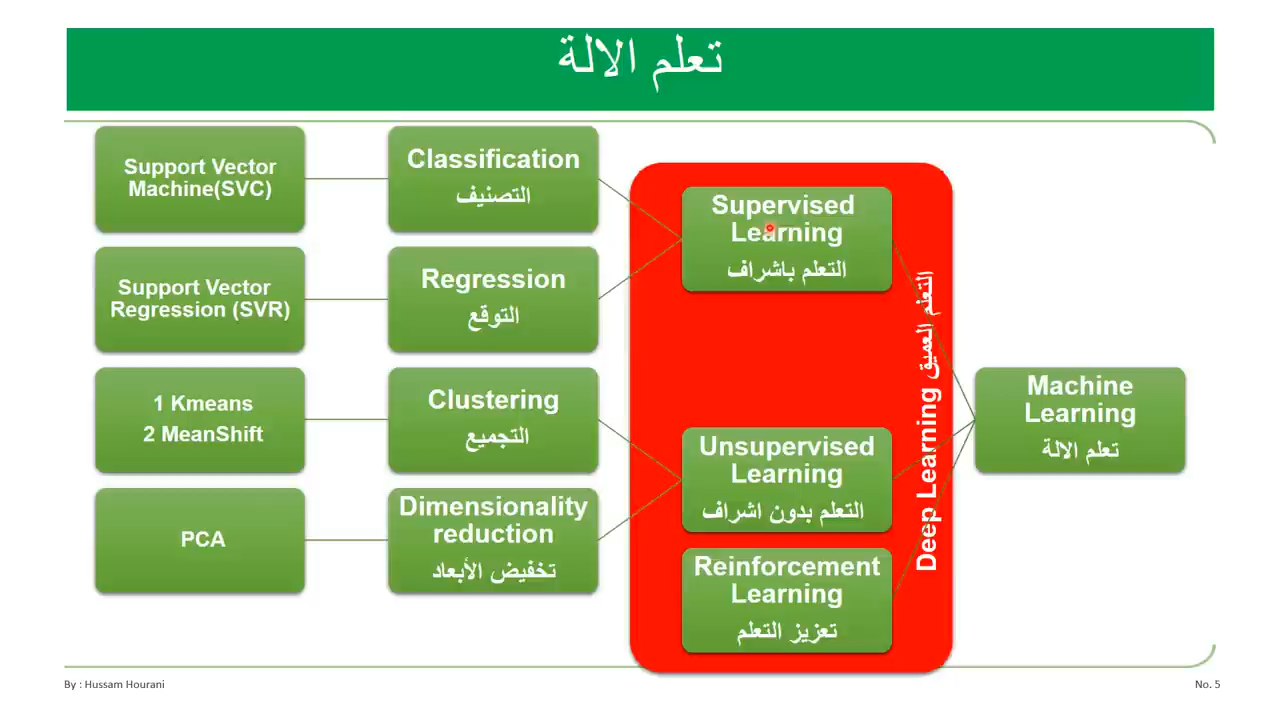 تعلم الالة
Support Vector
Machine(SVC)
Classification
التصنيف
Supervised
Learning
التعلم باشراف
Support Vector
Regression (SVR)
Regression
التوقع
Deep Learning التعلم العميق
Machine
Learning
تعلم الالة
1 Kmeans
2 MeanShift
Clustering
التجميع
Unsupervised
Learning
التعلم بدون اشراف
PCA
Dimensionality
reduction
تخفيض الأبعاد
Reinforcement
Learning
تعزيز التعلم
By : Hussam Hourani
No. 5